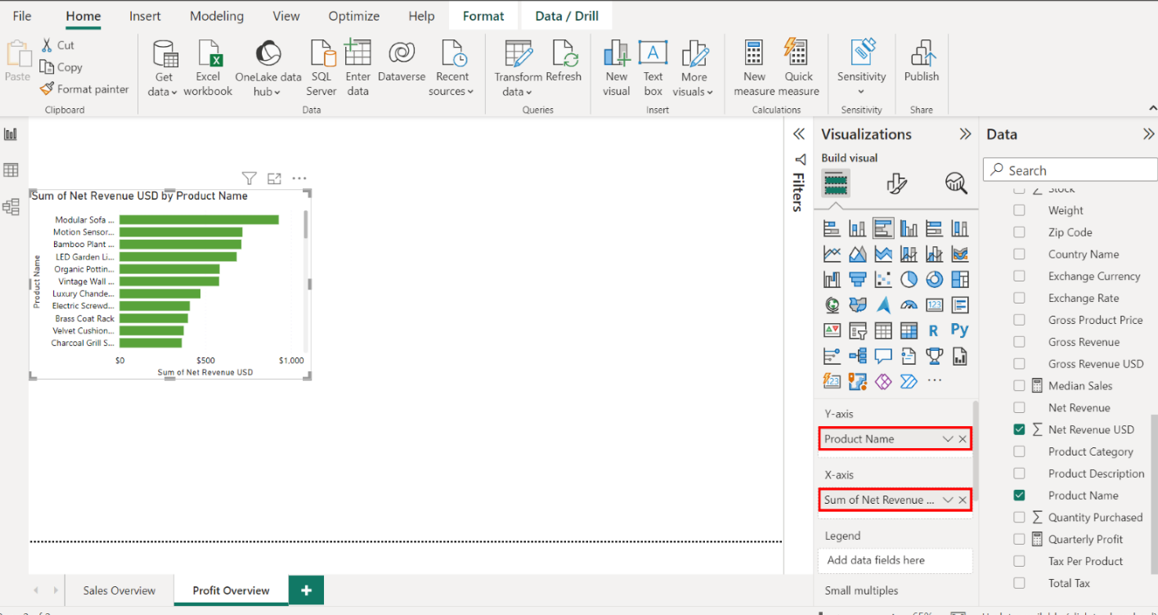 File Home Insert Modeling View Optimize Help Format Data / Drill
Paste
Cut
Copy
Format painter
Get data
Excel workbook
OneLake data hub
SQL Server
Enter data
Dataverse
Recent sources
Transform data
Refresh
New visual
Text box
More visuals
New measure
Quick measure
Sensitivity
Publish
Clipboard Data Queries Insert Calculations Sensitivity Share
Sum of Net Revenue USD by Product Name
Product Name
Modular Sofa ...
Motion Sensor...
Bamboo Plant ...
LED Garden Li...
Organic Pottin...
Vintage Wall ...
Luxury Chande...
Electric Screwd...
Brass Coat Rack
Velvet Cushion...
Charcoal Grill S...
$0 $500 $1,000
Sum of Net Revenue USD
Filters
Visualizations
Build visual
123
R Py
123
Y-axis
Product Name
X-axis
Sum of Net Revenue ...
Legend
Add data fields here
Small multiples
Data
Search
Stock
Weight
Zip Code
Country Name
Exchange Currency
Exchange Rate
Gross Product Price
Gross Revenue
Gross Revenue USD
Median Sales
Net Revenue
Net Revenue USD
Product Category
Product Description
Product Name
Quantity Purchased
Quarterly Profit
Tax Per Product
Total Tax
Sales Overview Profit Overview +